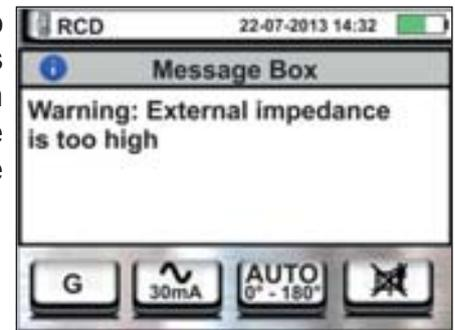 RCD 22-07-2013 14:32
Message Box
Warning: External impedance
is too high
G
30mA
AUTO
0° - 180°